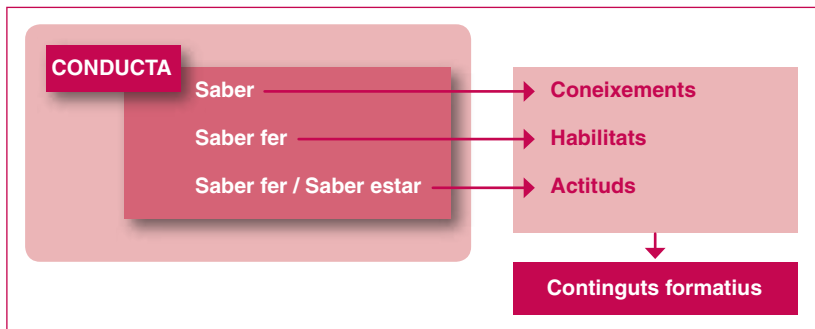 CONDUCTA
Saber
Coneixements
Saber fer
Habilitats
Saber fer / Saber estar
Actituds
Continguts formatius